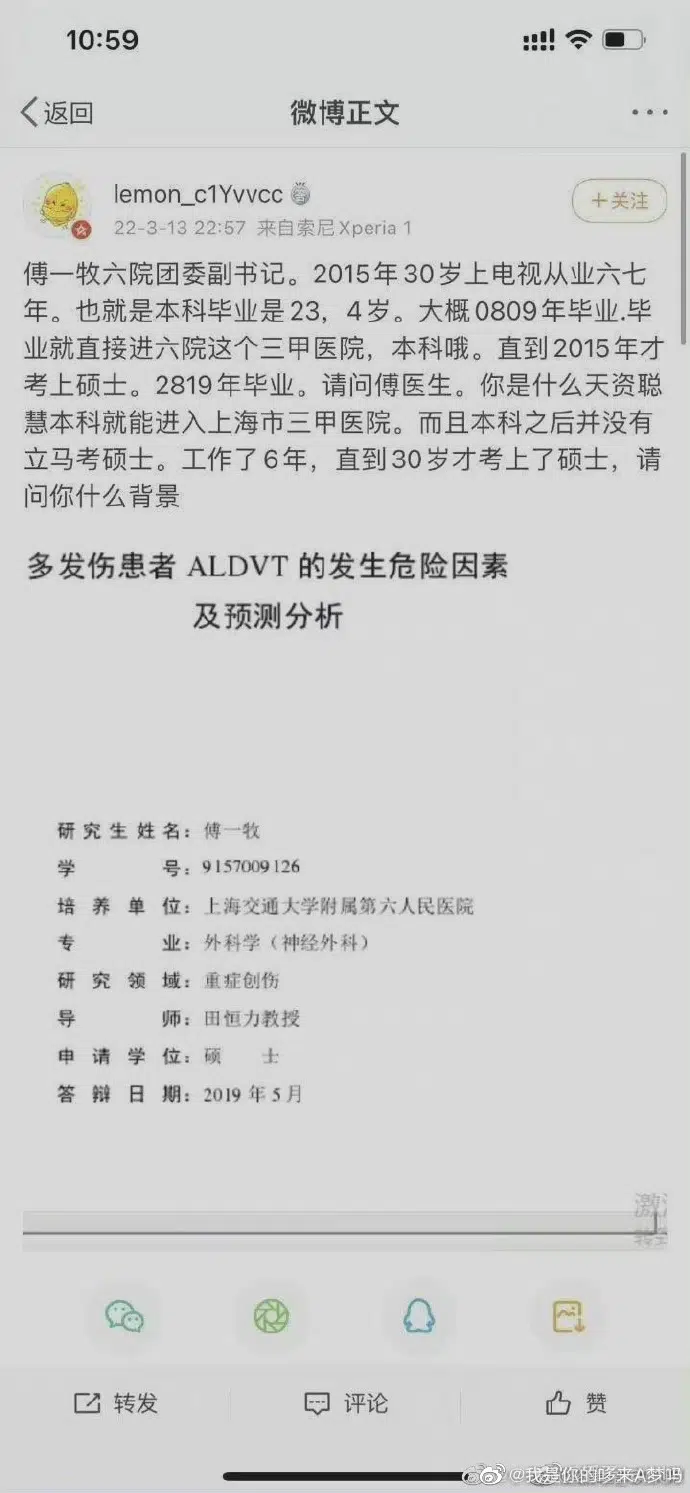 10:59
返回
微博正文
lemon_c1Yvvcc
+关注
22-3-13 22:57 来自索尼Xperia 1
傅一牧六院团委副书记。2015年30岁上电视从业六七
年。也就是本科毕业是23，4岁。大概0809年毕业.毕
业就直接进六院这个三甲医院，本科哦。直到2015年才
考上硕士。2819年毕业。请问傅医生。你是什么天资聪
慧本科就能进入上海市三甲医院。而且本科之后并没有
立马考硕士。工作了6年，直到30岁才考上了硕士，请
问你什么背景
多发伤患者 ALDVT 的发生危险因素
及预测分析
研究生姓名：傅一牧
学号：9157009126
培养单位：上海交通大学附属第六人民医院
专业：外科学（神经外科）
研究领域：重症创伤
导师：田恒力教授
申请学位：硕 士
答辩日期：2019 年 5 月
转发
评论
赞
@我是你的哆来A梦吗